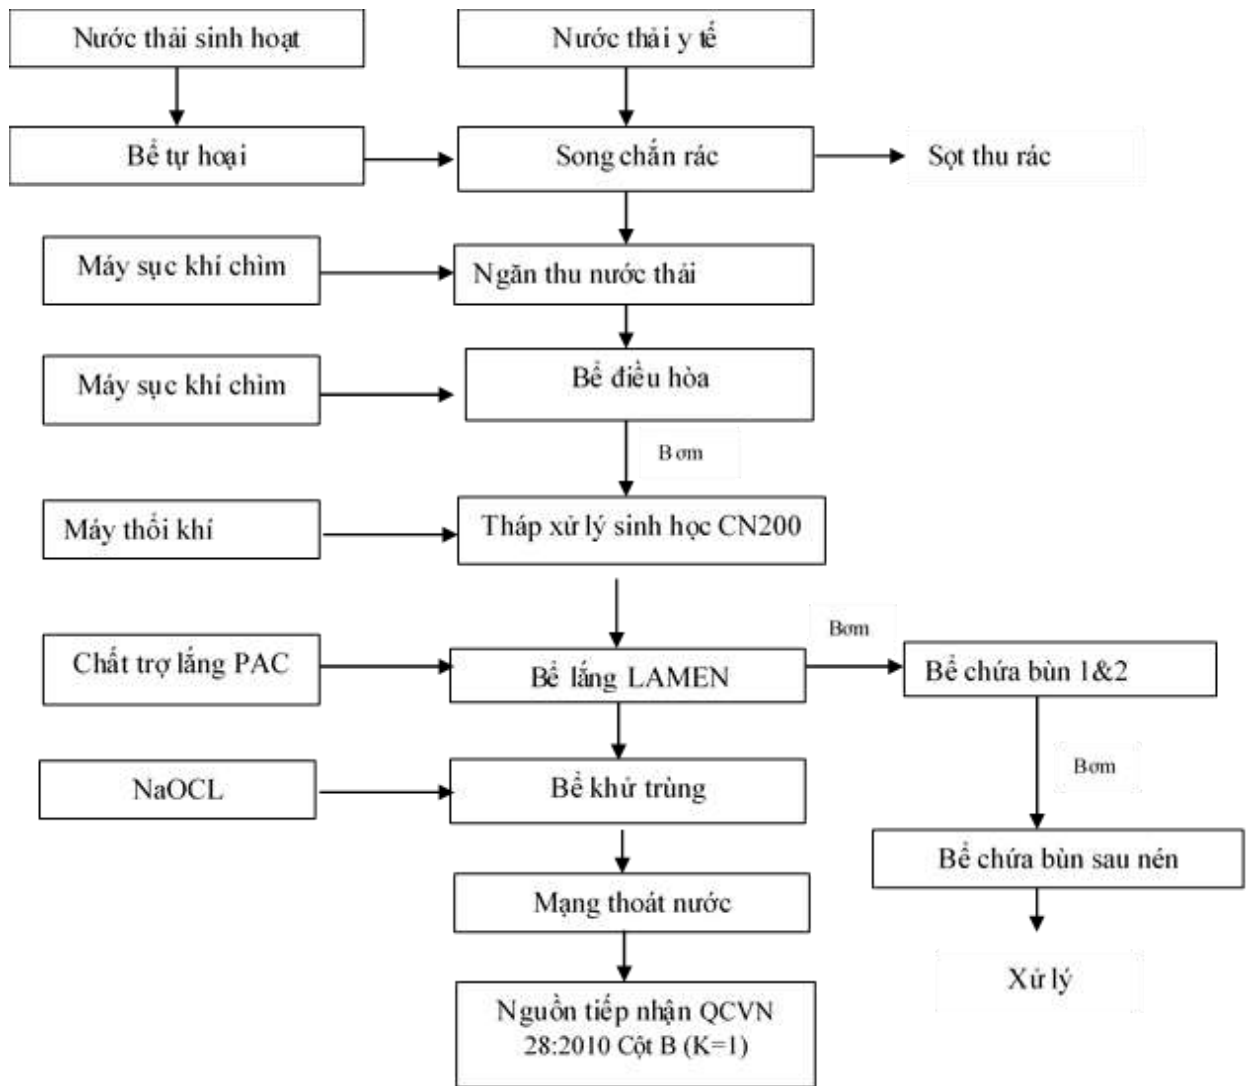 Nước thải sinh hoạt
Nước thải y tế
Bể tự hoại
Song chắn rác
Sọt thu rác
Máy sục khí chìm
Ngăn thu nước thải
Máy sục khí chìm
Bể điều hòa
Bơm
Máy thổi khí
Tháp xử lý sinh học CN200
Bơm
Chất trợ lắng PAC
Bể lắng LAMEN
Bể chứa bùn 1&2
Bơm
NaOCL
Bể khử trùng
Bể chứa bùn sau nén
Mạng thoát nước
Xử lý
Nguồn tiếp nhận QCVN
28:2010 Cột B (K=1)